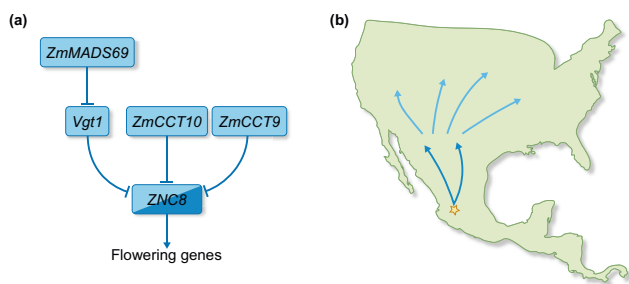 (a)
ZmMADS69
Vgt1
ZmCCT10
ZmCCT9
ZNC8
Flowering genes
(b)